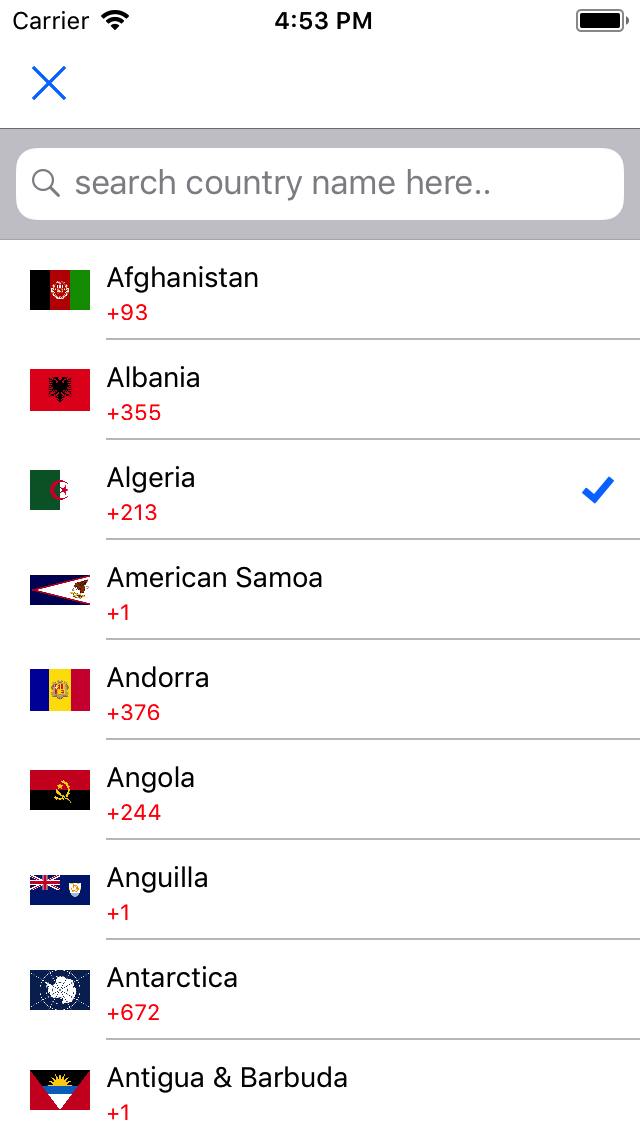 Carrier 4:53 PM
search country name here..
Afghanistan
+93
Albania
+355
Algeria
+213
American Samoa
+1
Andorra
+376
Angola
+244
Anguilla
+1
Antarctica
+672
Antigua & Barbuda
+1